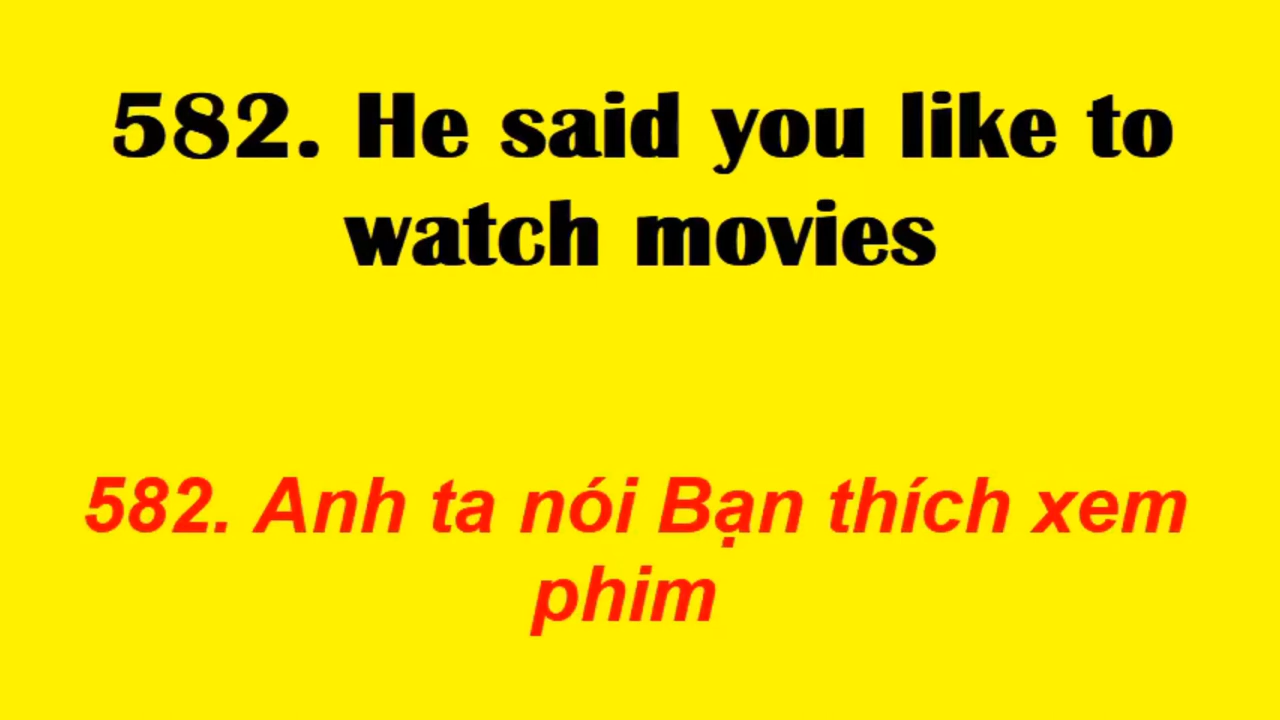 582. He said you like to
watch movies
582. Anh ta nói Bạn thích xem
phim